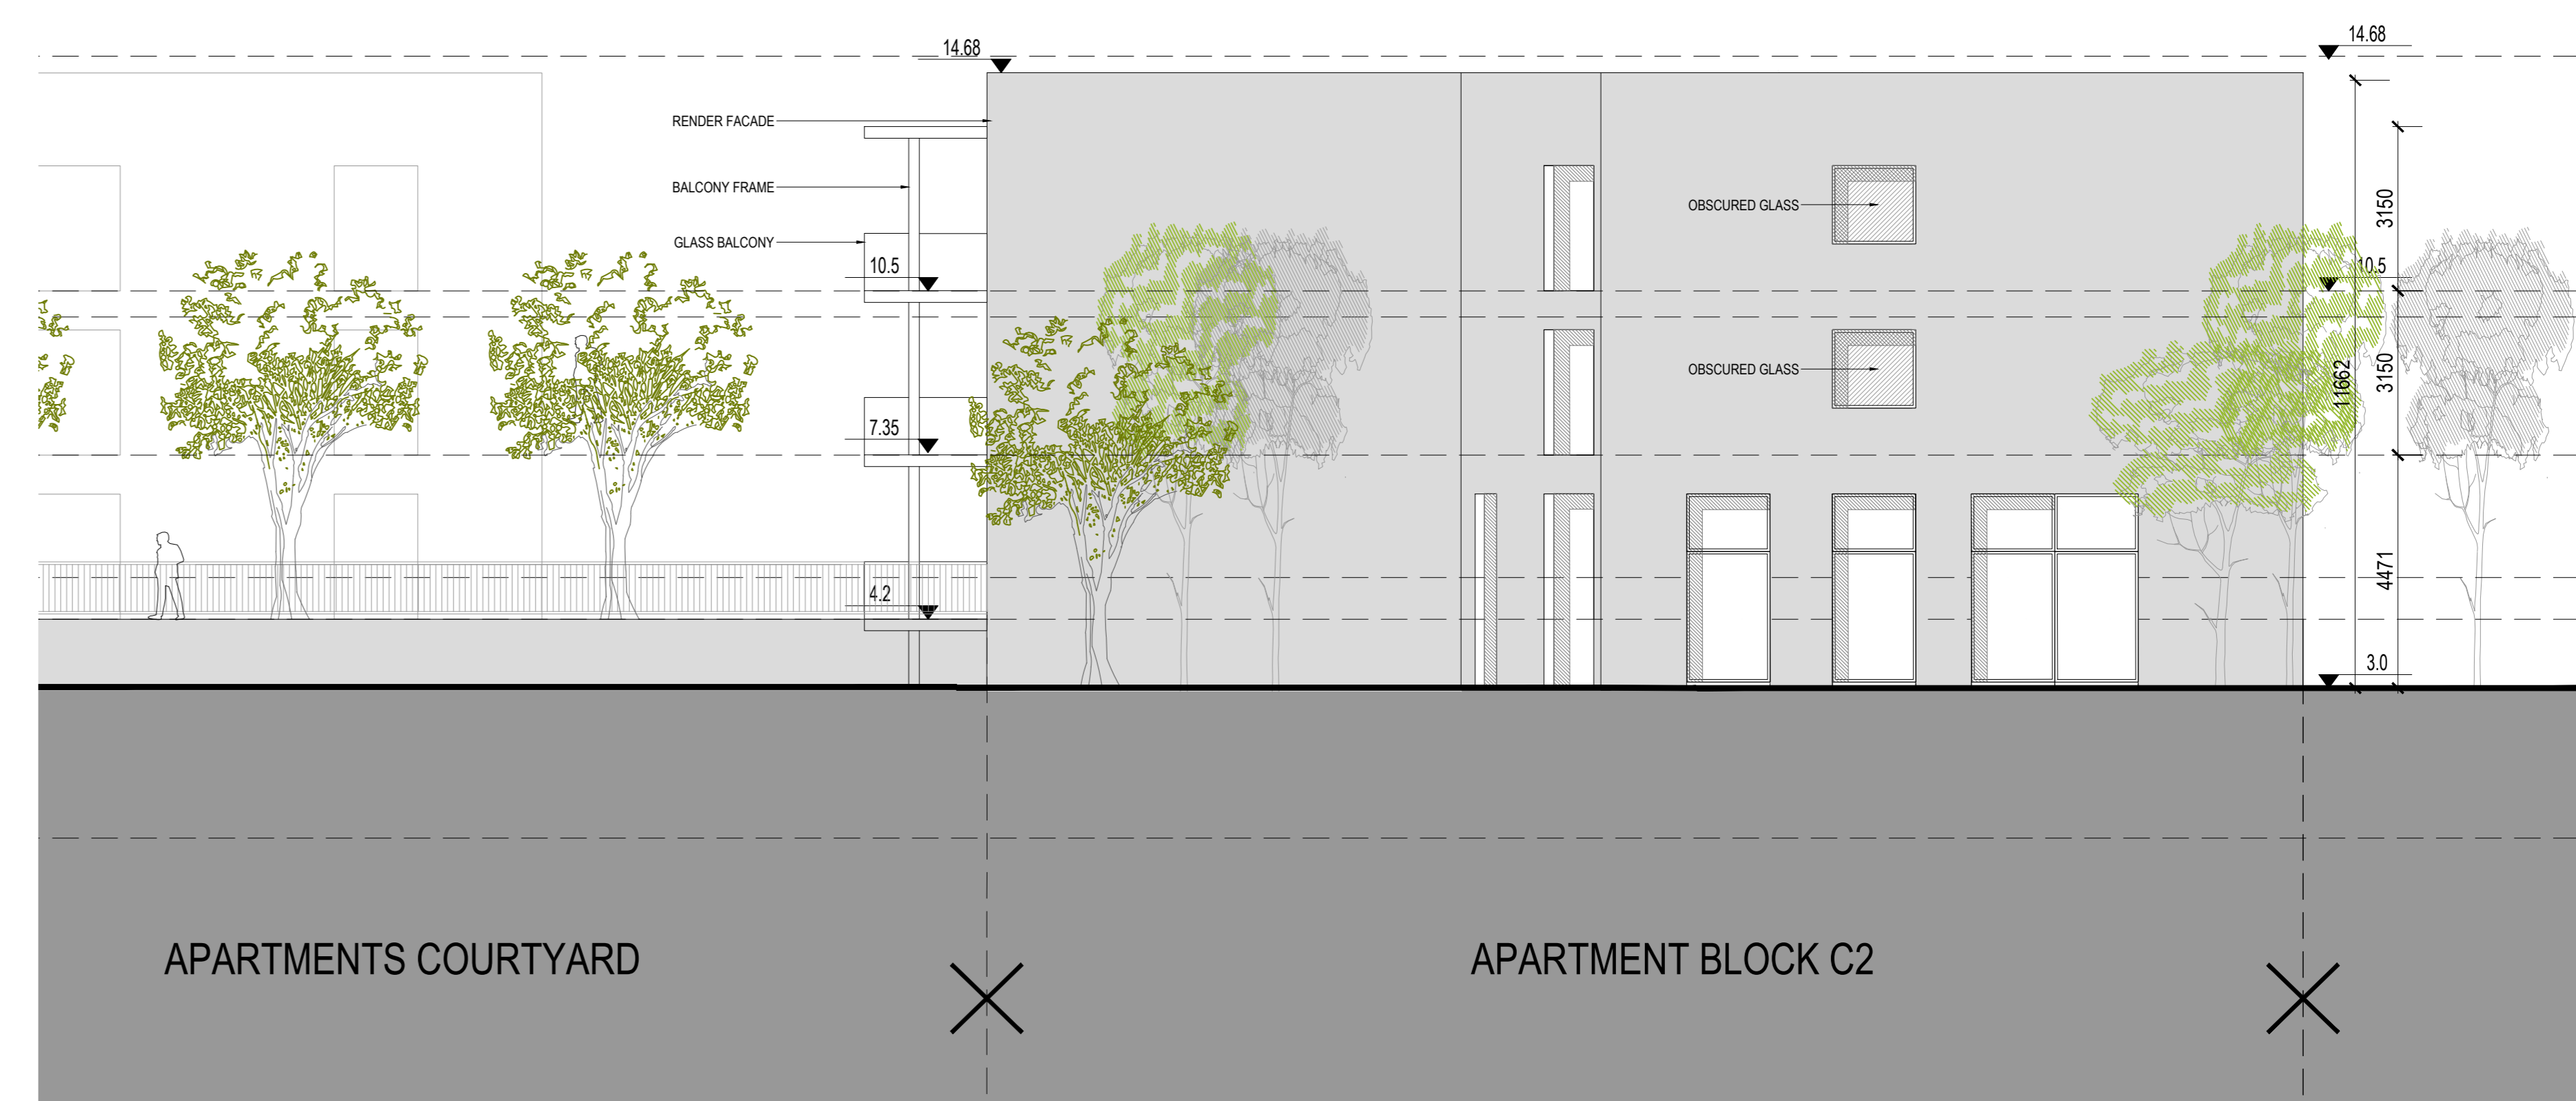 14.68
14.68
RENDER FACADE
BALCONY FRAME
GLASS BALCONY
OBSCURED GLASS
3150
10.5
10.5
OBSCURED GLASS
11662
3150
7.35
4.2
4471
3.0
APARTMENTS COURTYARD
APARTMENT BLOCK C2